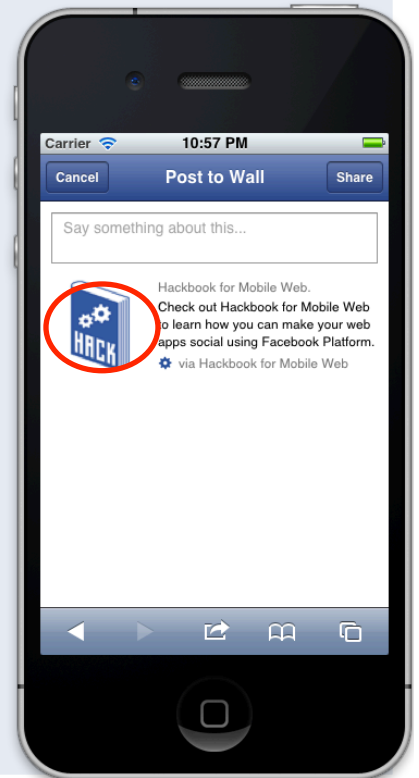 Carrier 10:57 PM
Cancel Post to Wall Share
Say something about this...
Hackbook for Mobile Web.
Check out Hackbook for Mobile Web
to learn how you can make your web
apps social using Facebook Platform.
via Hackbook for Mobile Web
HACK